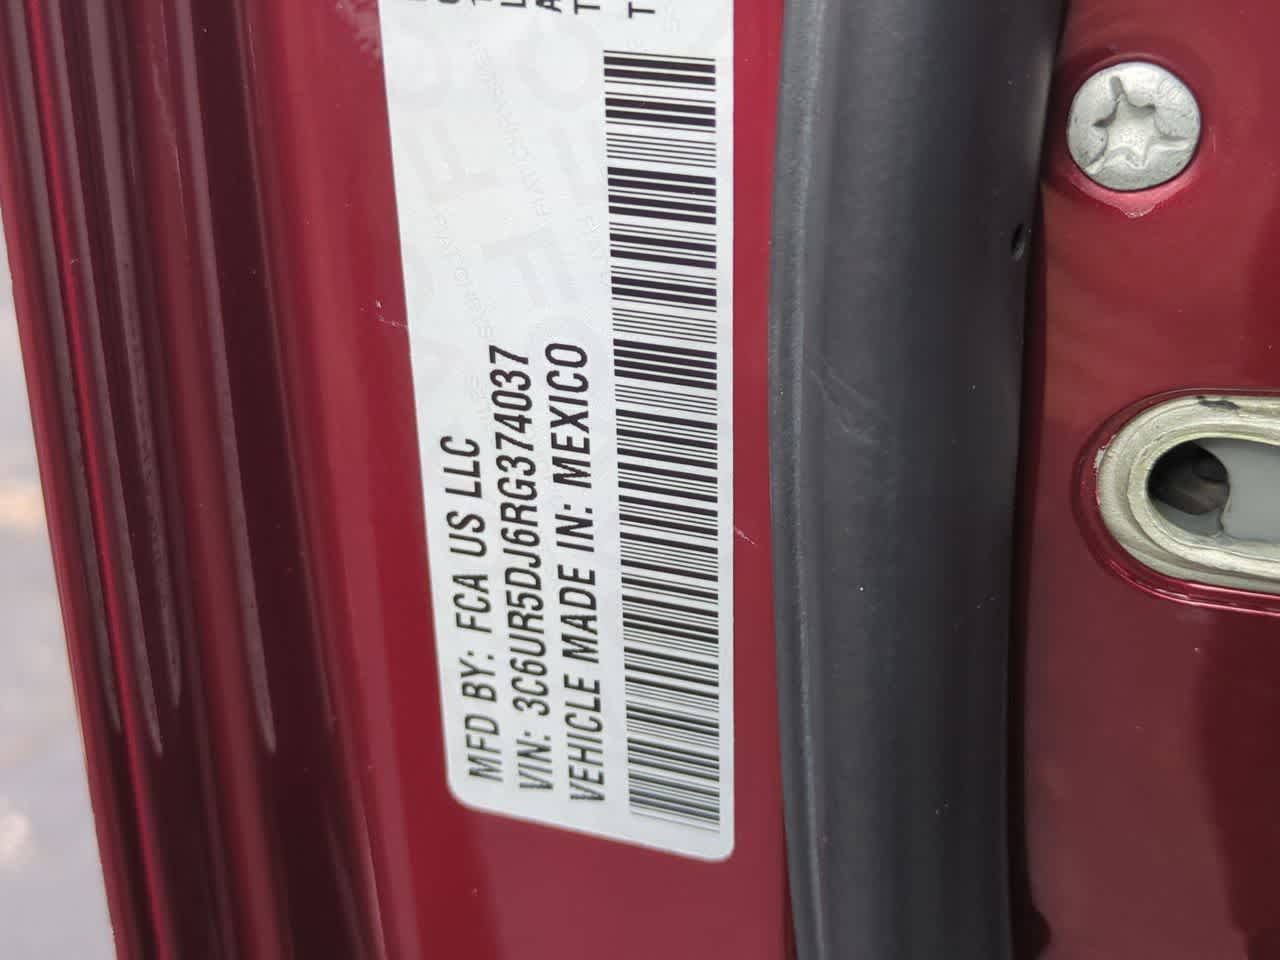 MFD BY: FCA US LLC
VIN: 3C6UR5DJ6RG374037
VEHICLE MADE IN: MEXICO